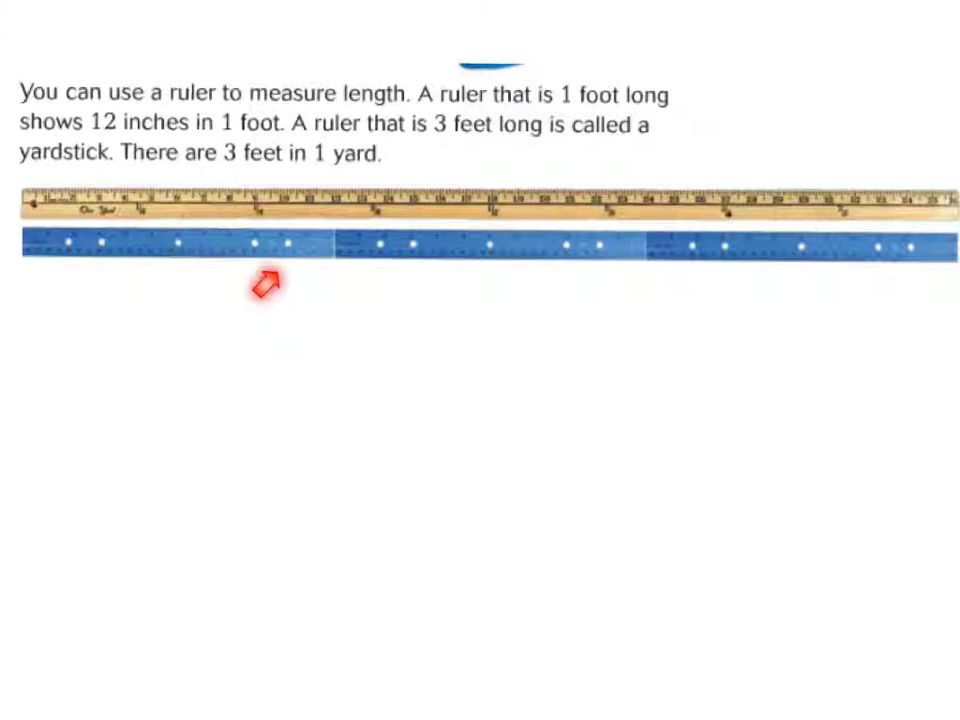 You can use a ruler to measure length. A ruler that is 1 foot long
shows 12 inches in 1 foot. A ruler that is 3 feet long is called a
yardstick. There are 3 feet in 1 yard.